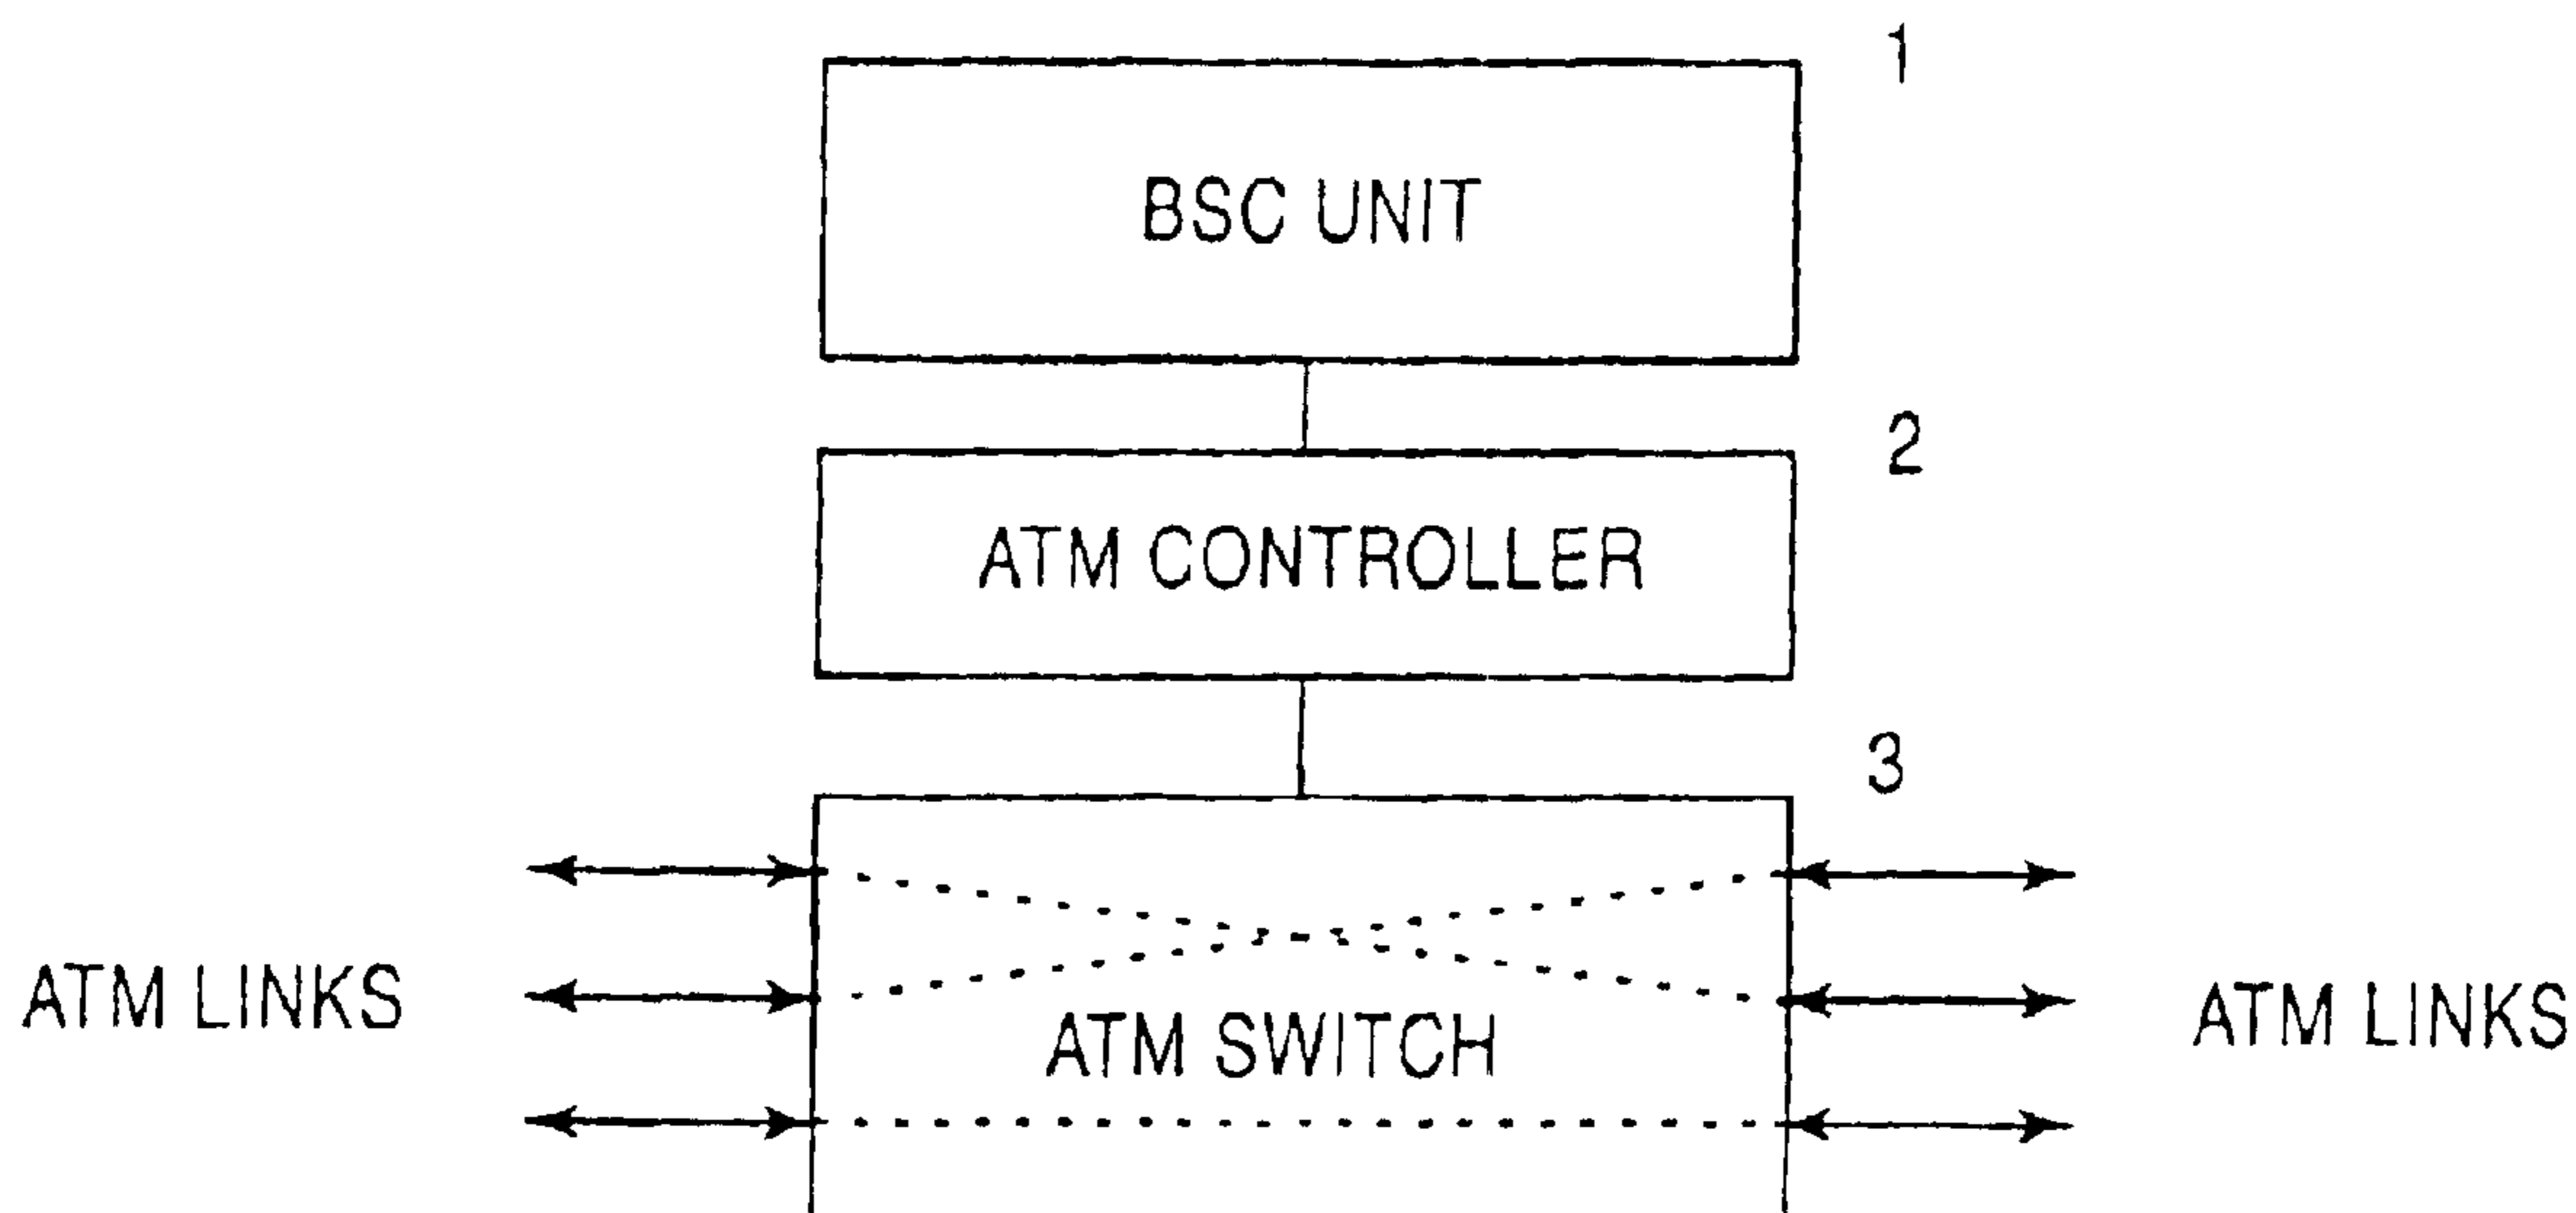 1
BSC UNIT
2
ATM CONTROLLER
3
ATM LINKS
ATM SWITCH
ATM LINKS